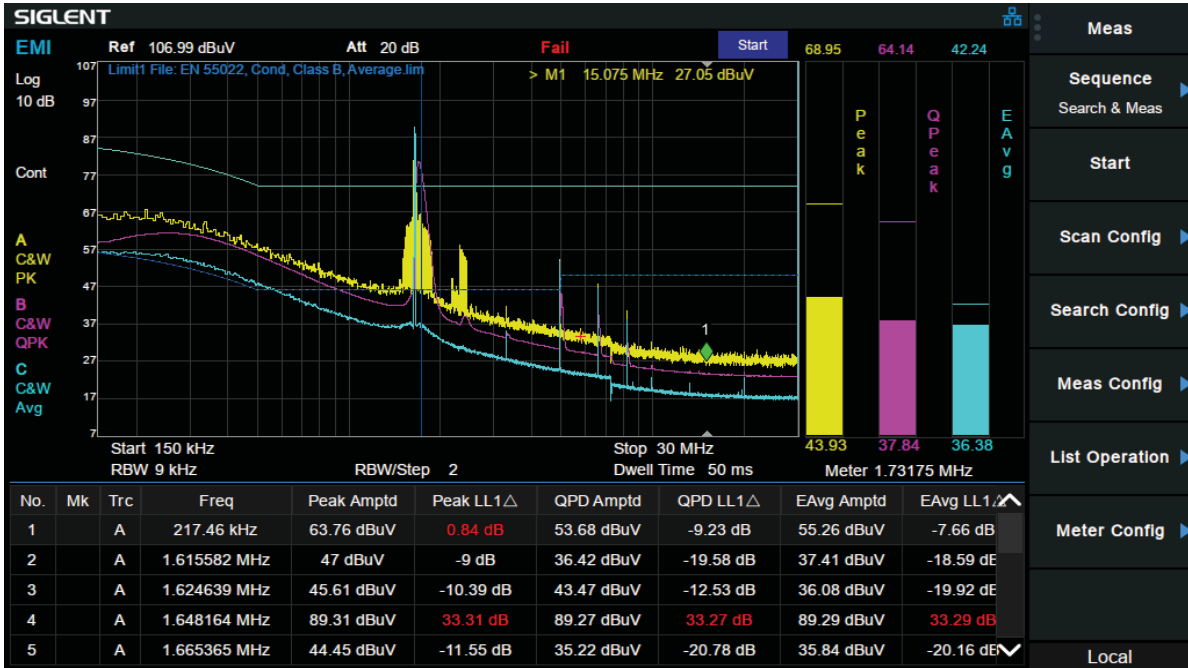 SIGLENT
EMI
Ref 106.99 dBuV
Att 20 dB
Fail
Start
Log
10 dB
Cont
A
C&W
PK
B
C&W
QPK
C
C&W
Avg
107
97
87
77
67
57
47
37
27
17
7
Limit1 File: EN 55022, Cond, Class B, Average.lim
> M1 15.075 MHz 27.05 dBuV
1
Start 150 kHz
Stop 30 MHz
RBW 9 kHz
RBW/Step 2
Dwell Time 50 ms
68.95 64.14 42.24
Peak
QPeak
EAvg
43.93 37.84 36.38
Meter 1.73175 MHz
No. Mk Trc Freq Peak Amptd Peak LL1△ QPD Amptd QPD LL1△ EAvg Amptd EAvg LL1△
1 A 217.46 kHz 63.76 dBuV 0.84 dB 53.68 dBuV -9.23 dB 55.26 dBuV -7.66 dB
2 A 1.615582 MHz 47 dBuV -9 dB 36.42 dBuV -19.58 dB 37.41 dBuV -18.59 dB
3 A 1.624639 MHz 45.61 dBuV -10.39 dB 43.47 dBuV -12.53 dB 36.08 dBuV -19.92 dB
4 A 1.648164 MHz 89.31 dBuV 33.31 dB 89.27 dBuV 33.27 dB 89.29 dBuV 33.29 dB
5 A 1.665365 MHz 44.45 dBuV -11.55 dB 35.22 dBuV -20.78 dB 35.84 dBuV -20.16 dB
Meas
Sequence
Search & Meas
Start
Scan Config
Search Config
Meas Config
List Operation
Meter Config
Local